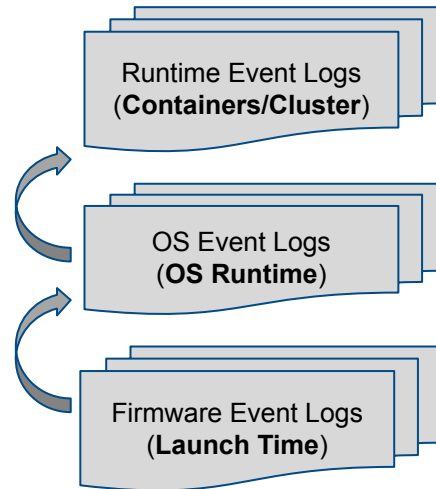 Runtime Event Logs
(Containers/Cluster)
OS Event Logs
(OS Runtime)
Firmware Event Logs
(Launch Time)